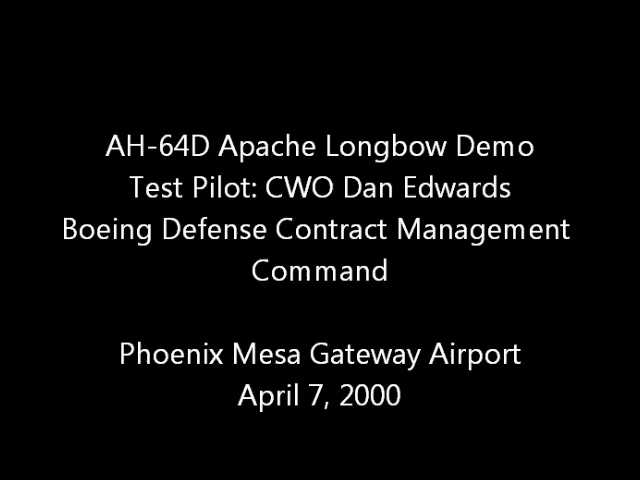 AH-64D Apache Longbow Demo
Test Pilot: CWO Dan Edwards
Boeing Defense Contract Management
Command
Phoenix Mesa Gateway Airport
April 7, 2000